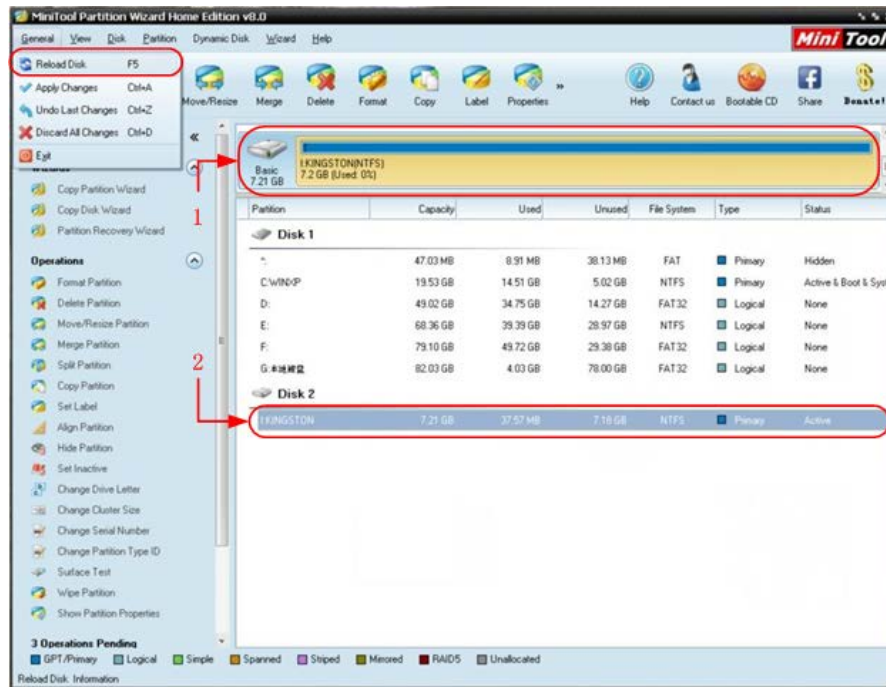 MiniTool Partition Wizard Home Edition v8.0
General View Disk Partition Dynamic Disk Wizard Help
Mini Tool
Reload Disk F5
Apply Changes Ctrl+A
Undo Last Changes Ctrl+Z
Discard All Changes Ctrl+D
Exit
Move/Resize Merge Delete Format Copy Label Properties » Help Contact us Bootable CD Share Donate!
«
1
Basic
7.21 GB
I:KINGSTON(NTFS)
7.2 GB (Used: 0%)
Wizards
Copy Partition Wizard
Copy Disk Wizard
Partition Recovery Wizard
Operations
Format Partition
Delete Partition
Move/Resize Partition
Merge Partition
Split Partition
Copy Partition
Set Label
Align Partition
Hide Partition
Set Inactive
Change Drive Letter
Change Cluster Size
Change Serial Number
Change Partition Type ID
Surface Test
Wipe Partition
Show Partition Properties
3 Operations Pending
2
Partition Capacity Used Unused File System Type Status
Disk 1
*: 47.03 MB 8.91 MB 38.13 MB FAT Primary Hidden
C:WINXP 19.53 GB 14.51 GB 5.02 GB NTFS Primary Active & Boot & Syst
D: 49.02 GB 34.75 GB 14.27 GB FAT32 Logical None
E: 68.36 GB 39.39 GB 28.97 GB NTFS Logical None
F: 79.10 GB 49.72 GB 29.38 GB FAT32 Logical None
G:本地磁盘 82.03 GB 4.03 GB 78.00 GB FAT32 Logical None
Disk 2
I:KINGSTON 7.21 GB 37.57 MB 7.18 GB NTFS Primary Active
GPT/Primary Logical Simple Spanned Striped Mirrored RAID5 Unallocated
Reload Disk Information